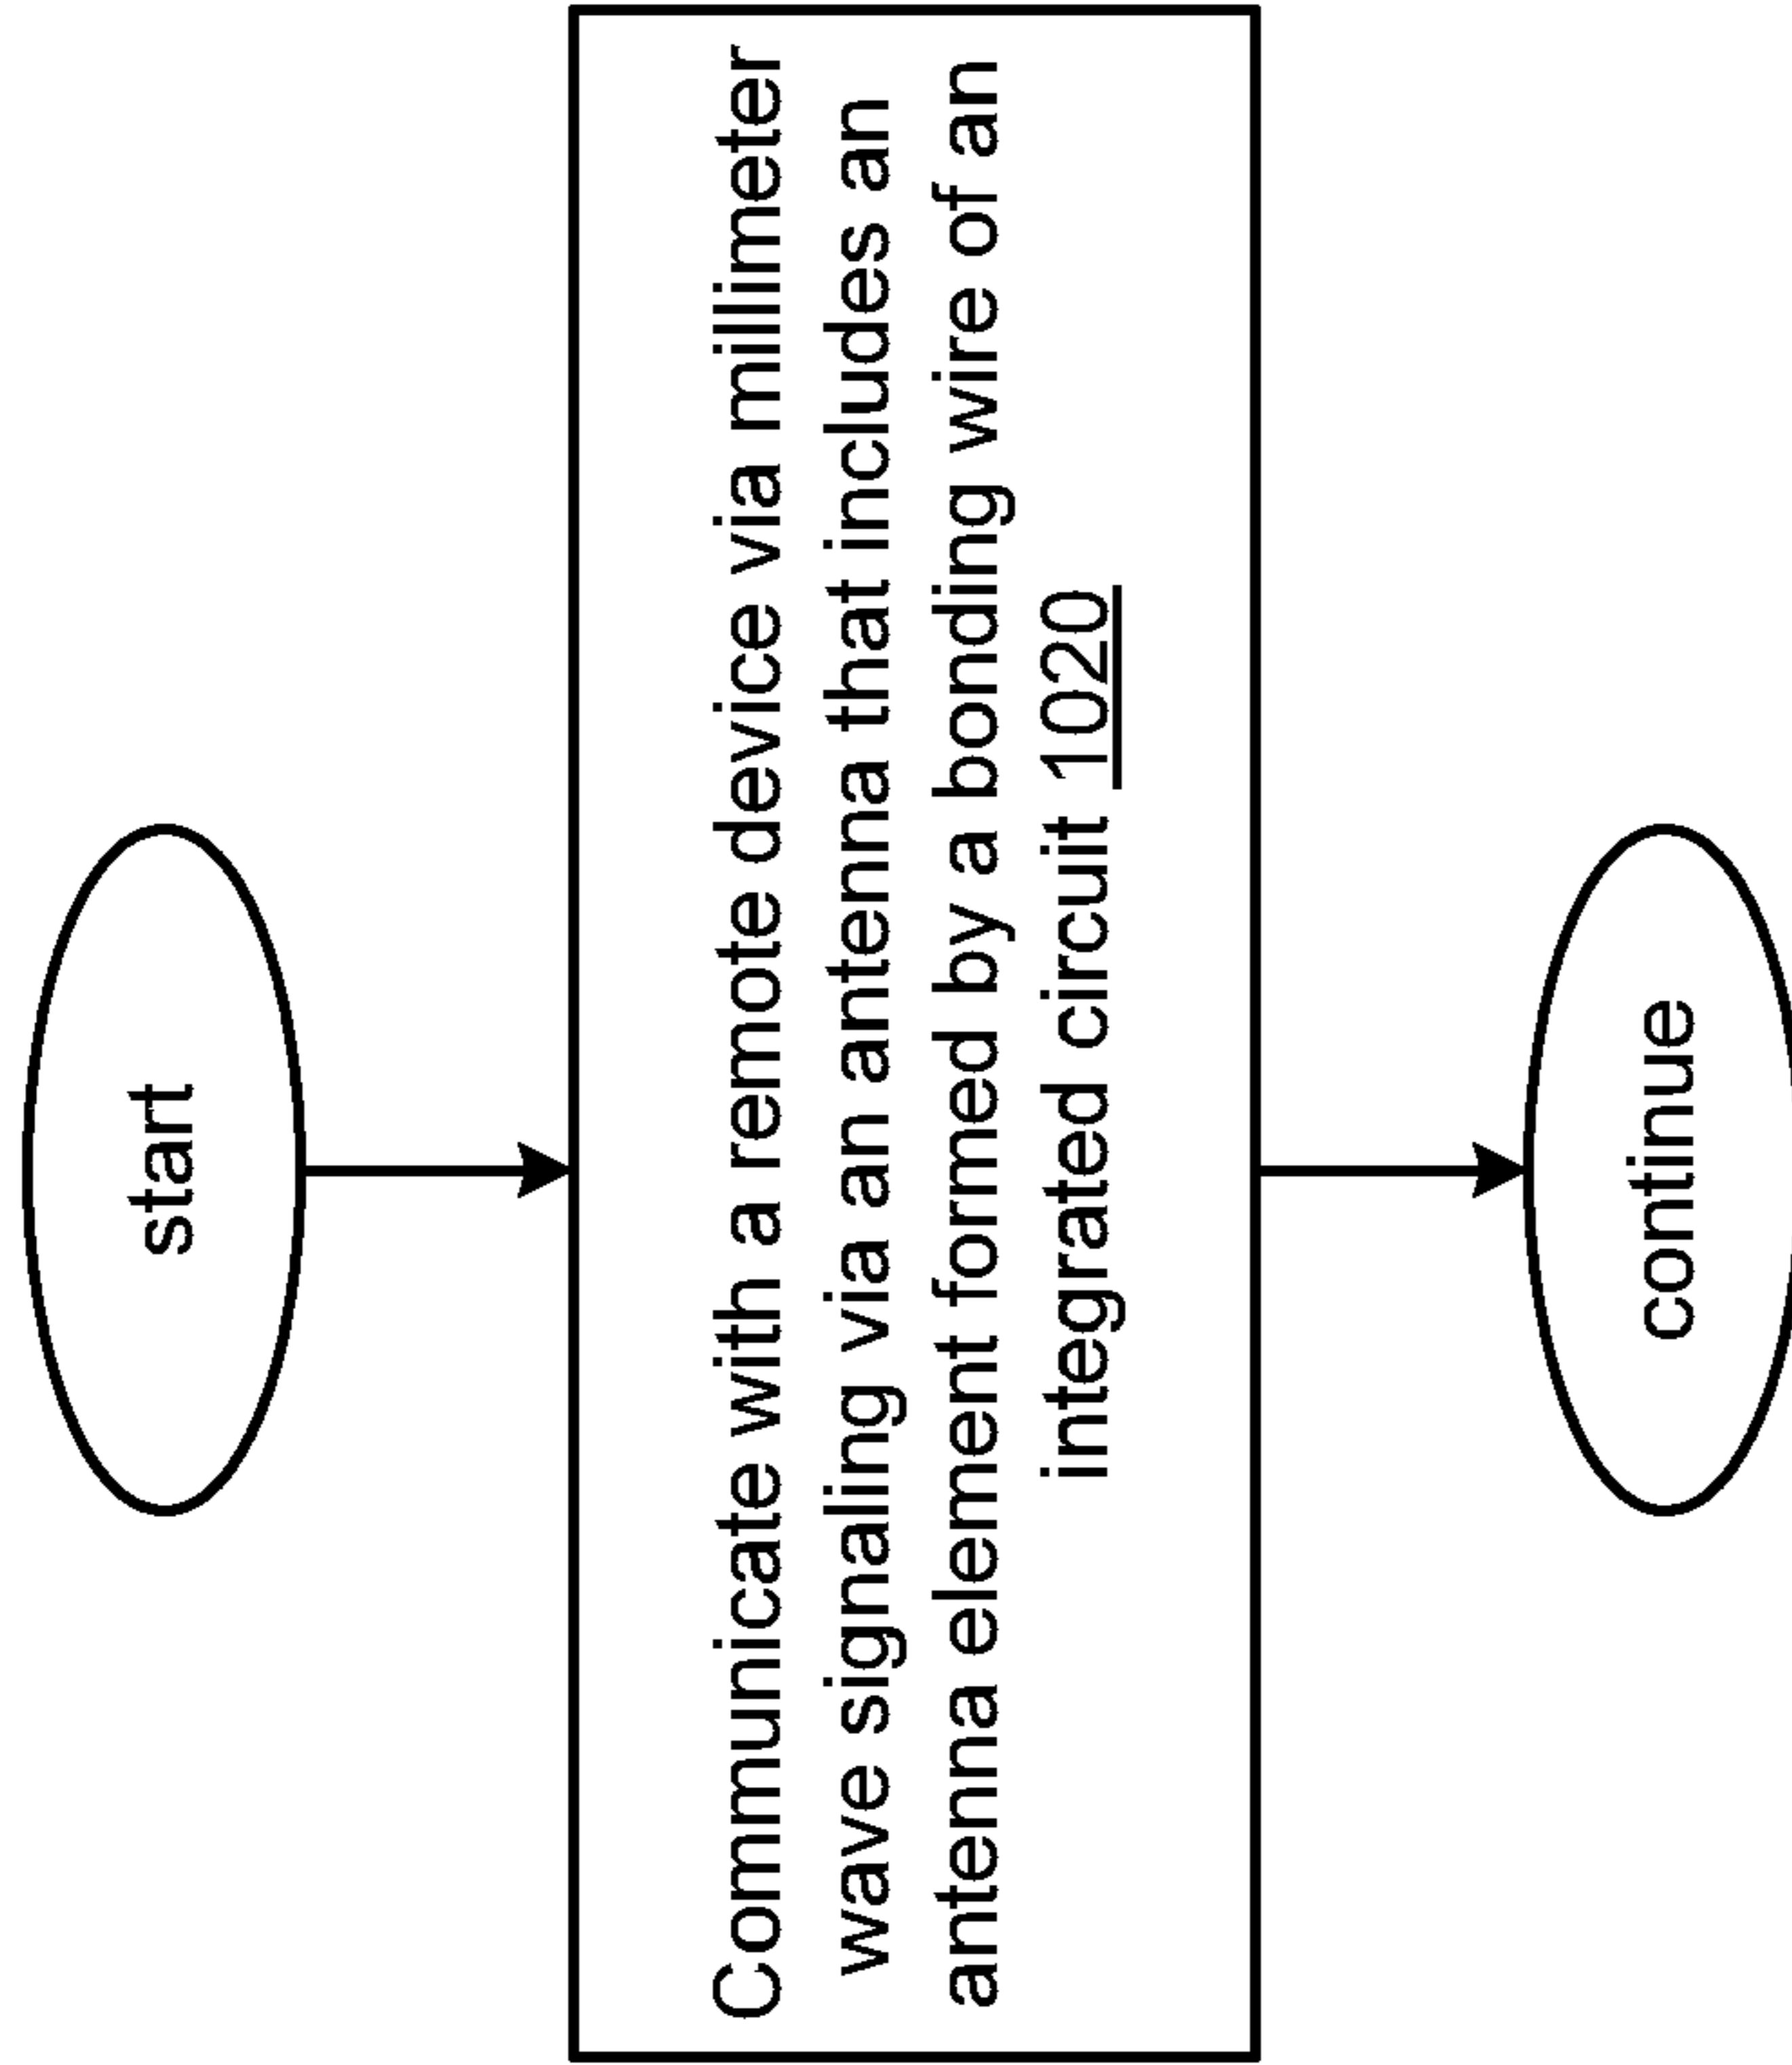 start
Communicate with a remote device via millimeter
wave signaling via an antenna that includes an
antenna element formed by a bonding wire of an
integrated circuit 1020
continue